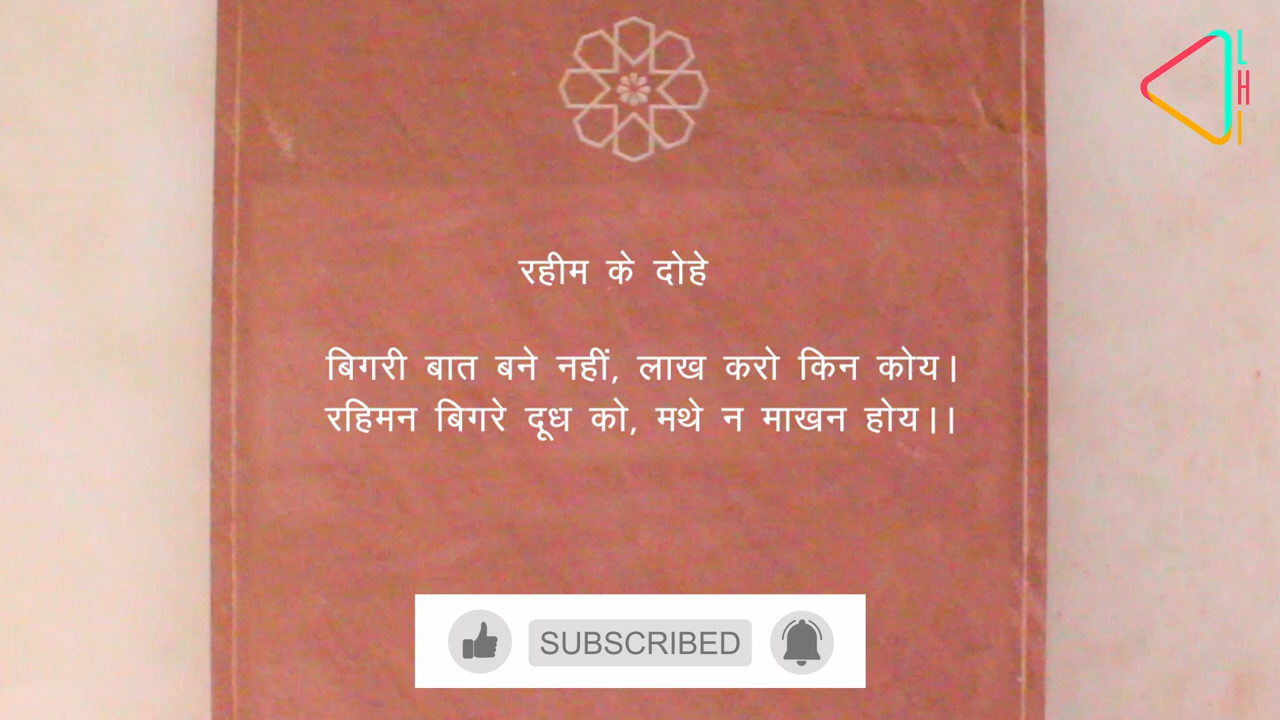 रहीम के दोहे
बिगरी बात बने नहीं, लाख करो किन कोय।
रहिमन बिगरे दूध को, मथे न माखन होय।।
SUBSCRIBED
L
H
I